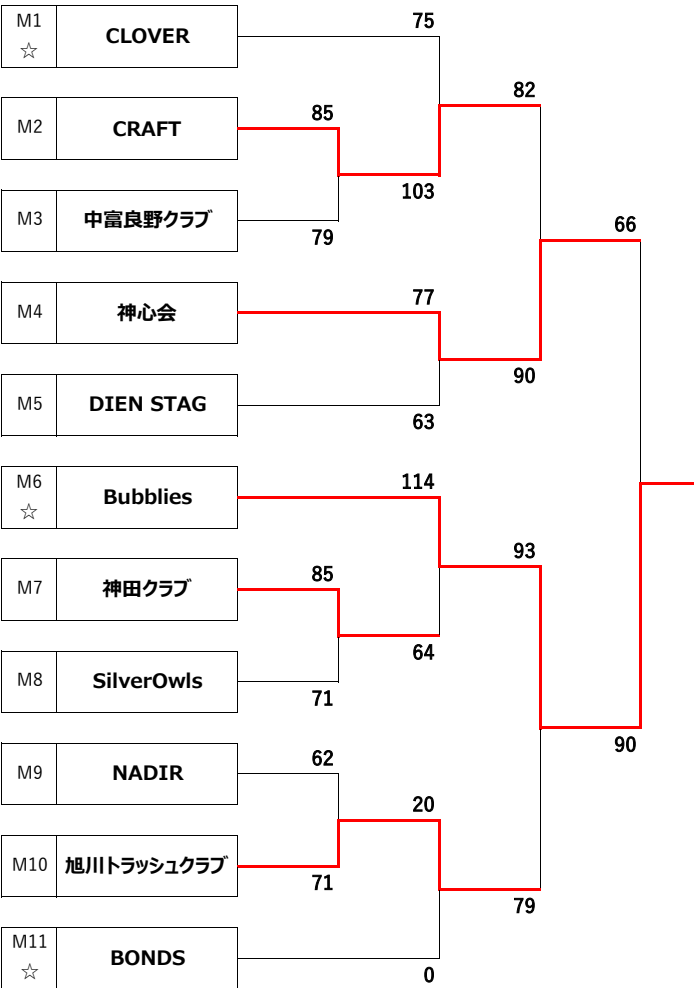 M1
☆
CLOVER
75
82
M2
CRAFT
85
103
M3
中富良野クラブ
79
66
M4
神心会
77
90
M5
DIEN STAG
63
M6
☆
Bubblies
114
93
M7
神田クラブ
85
64
M8
SilverOwls
71
90
M9
NADIR
62
20
M10
旭川トラッシュクラブ
71
79
M11
☆
BONDS
0